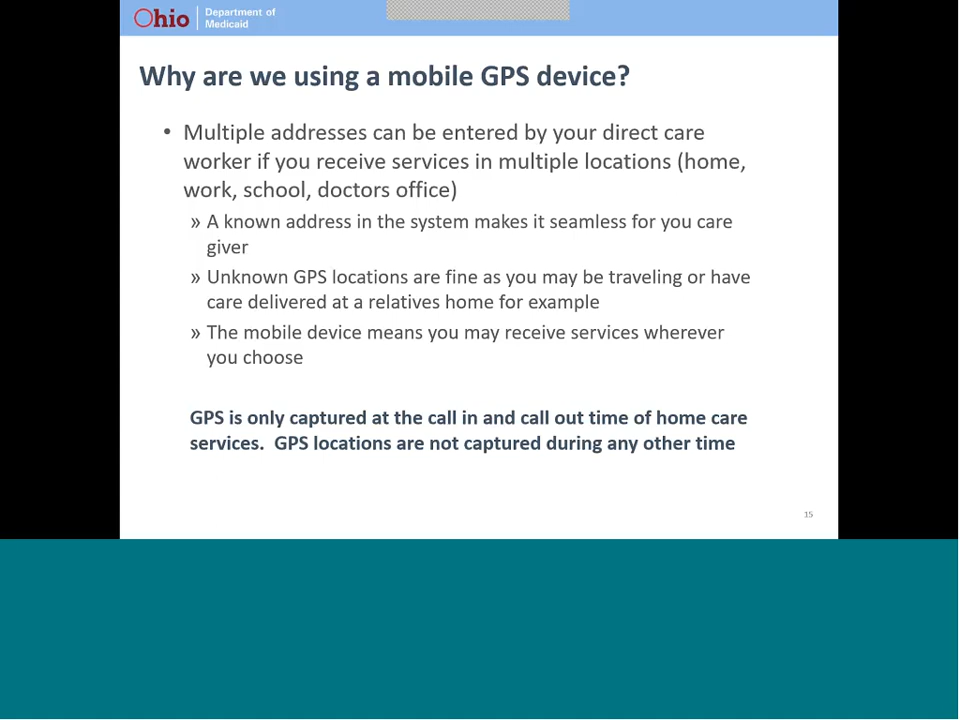 Ohio
Department of
Medicaid
Why are we using a mobile GPS device?
• Multiple addresses can be entered by your direct care
worker if you receive services in multiple locations (home,
work, school, doctors office)
» A known address in the system makes it seamless for you care
giver
» Unknown GPS locations are fine as you may be traveling or have
care delivered at a relatives home for example
» The mobile device means you may receive services wherever
you choose
GPS is only captured at the call in and call out time of home care
services.  GPS locations are not captured during any other time
15